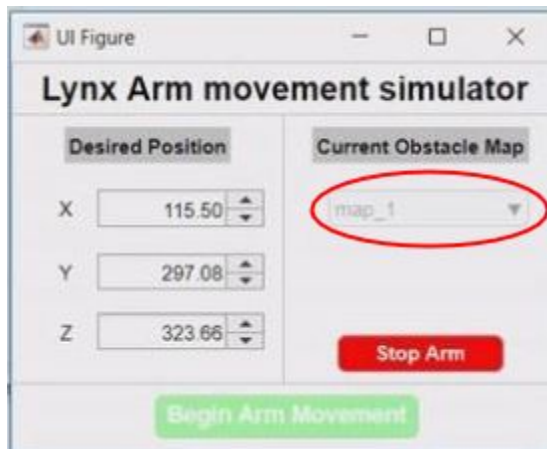 UI Figure
Lynx Arm movement simulator
Desired Position
Current Obstacle Map
X 115.50
map_1
Y 297.08
Z 323.66
Stop Arm
Begin Arm Movement